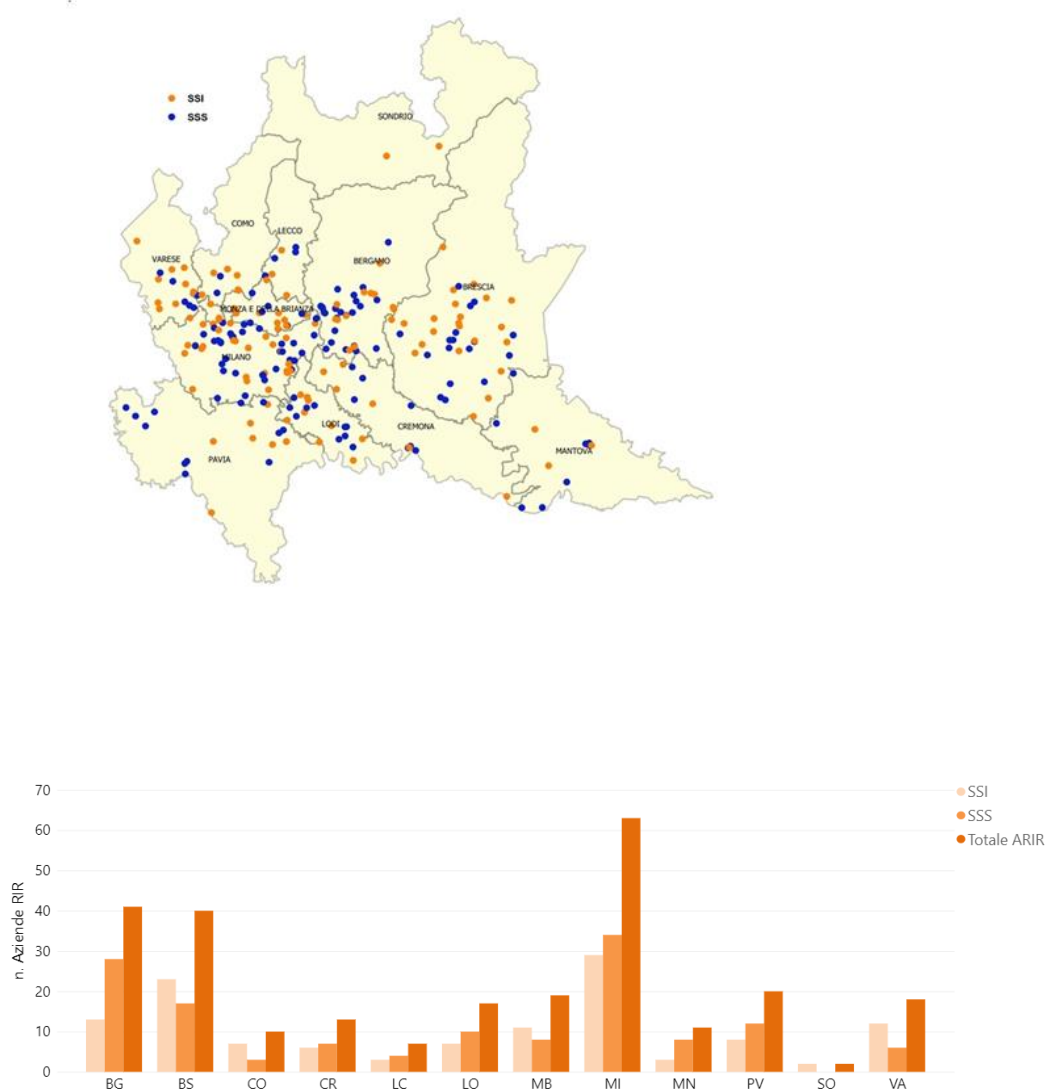 SSI
SSS
SONDRIO
COMO
LECCO
VARESE
BERGAMO
BRESCIA
MONZA E DELLA BRIANZA
MILANO
LODI
CREMONA
MANTOVA
PAVIA
70
60
50
40
30
20
10
0
n. Aziende RIR
SSI
SSS
Totale ARIR
BG BS CO CR LC LO MB MI MN PV SO VA